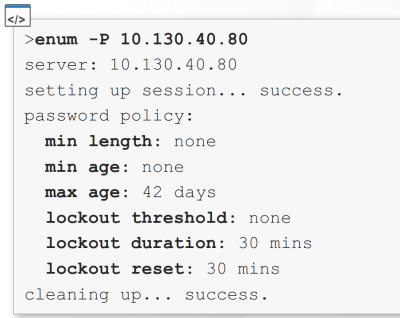 </>
>enum -P 10.130.40.80
server: 10.130.40.80
setting up session... success.
password policy:
min length: none
min age: none
max age: 42 days
lockout threshold: none
lockout duration: 30 mins
lockout reset: 30 mins
cleaning up... success.